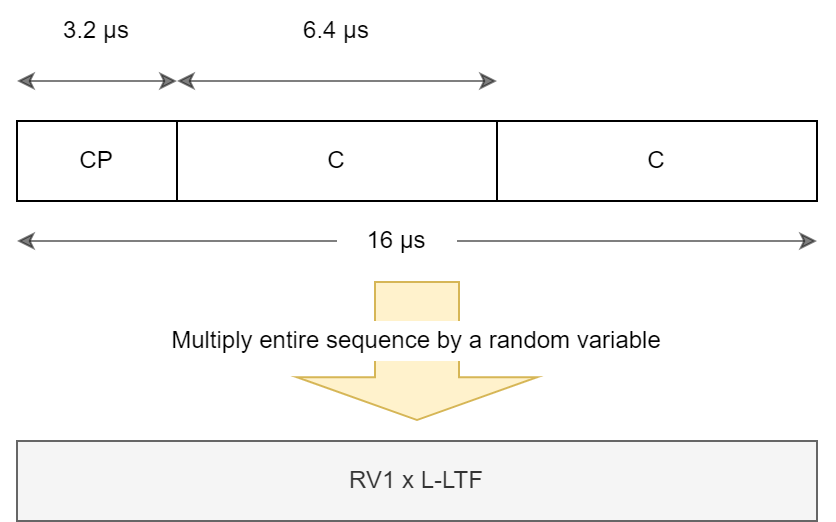 3.2 μs
6.4 μs
CP
C
C
16 μs
Multiply entire sequence by a random variable
RV1 x L-LTF